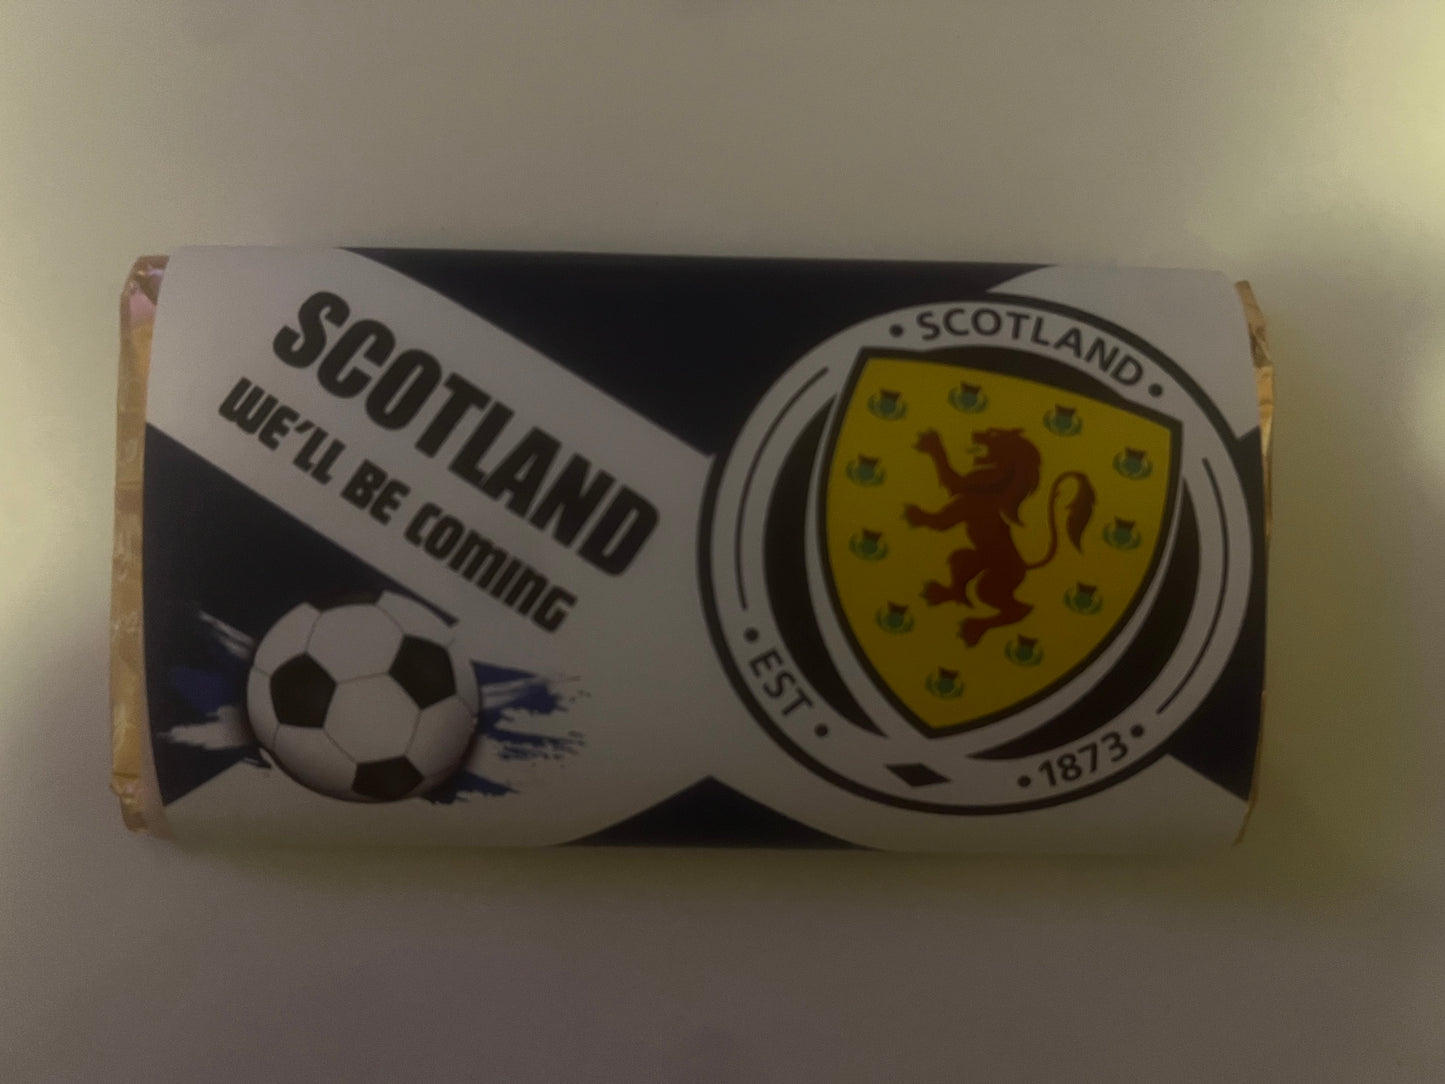 SCOTLAND
WE'LL BE COMING
• SCOTLAND •
• EST •
• 1873 •